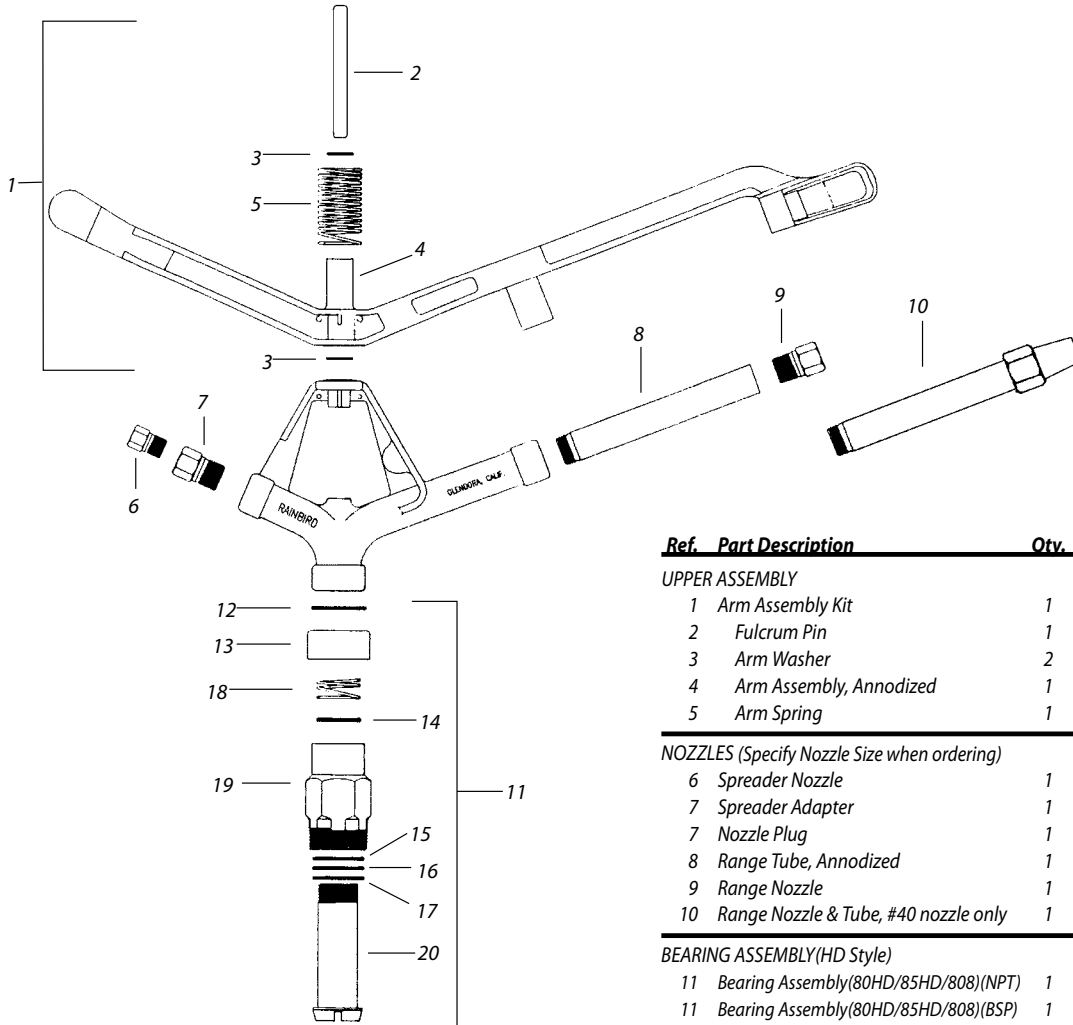 2
3
1
5
4
9
10
8
3
7
6
RAINBIRD
GLENDORA, CALIF.
12
13
18
14
19
11
15
16
17
20
Ref. Part Description Qty.
UPPER ASSEMBLY
1 Arm Assembly Kit 1
2 Fulcrum Pin 1
3 Arm Washer 2
4 Arm Assembly, Annodized 1
5 Arm Spring 1
NOZZLES (Specify Nozzle Size when ordering)
6 Spreader Nozzle 1
7 Spreader Adapter 1
7 Nozzle Plug 1
8 Range Tube, Annodized 1
9 Range Nozzle 1
10 Range Nozzle & Tube, #40 nozzle only 1
BEARING ASSEMBLY(HD Style)
11 Bearing Assembly(80HD/85HD/808)(NPT) 1
11 Bearing Assembly(80HD/85HD/808)(BSP) 1